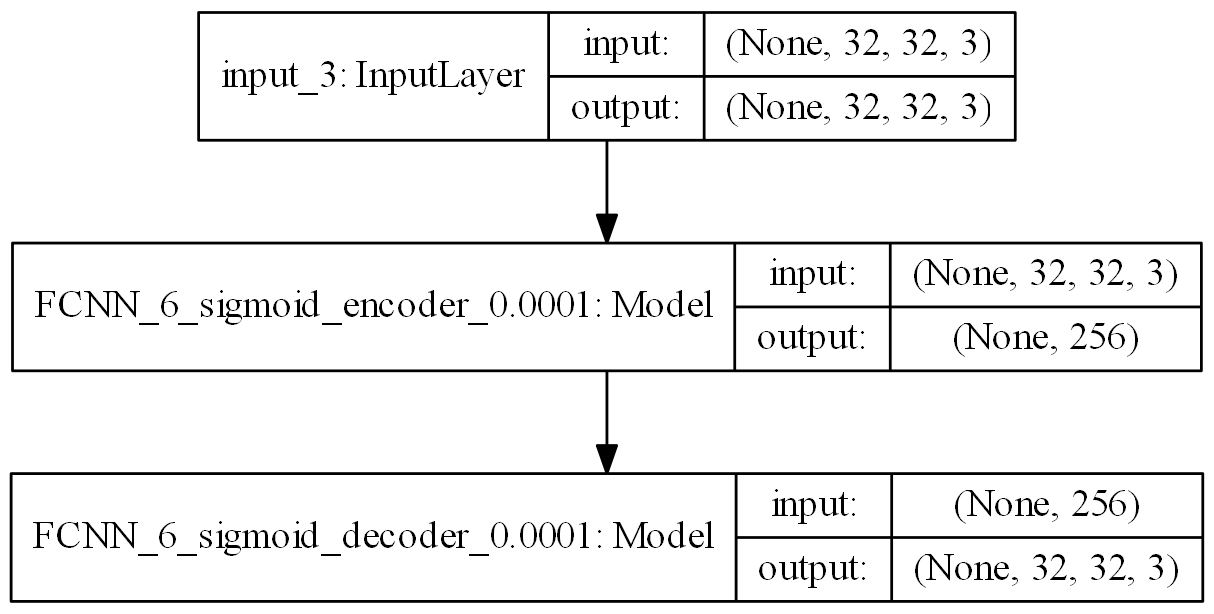 input_3: InputLayer
input:
(None, 32, 32, 3)
output:
(None, 32, 32, 3)
FCNN_6_sigmoid_encoder_0.0001: Model
input:
(None, 32, 32, 3)
output:
(None, 256)
FCNN_6_sigmoid_decoder_0.0001: Model
input:
(None, 256)
output:
(None, 32, 32, 3)